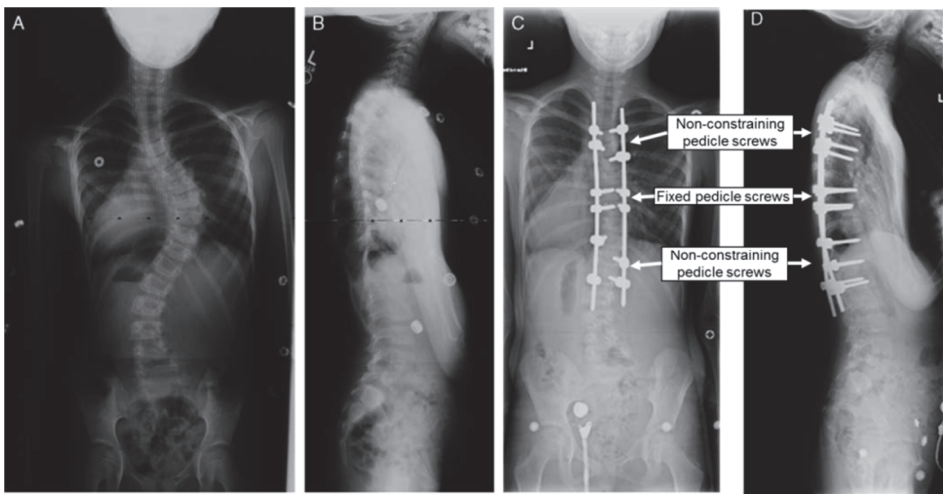 A
B
C
D
L
L
Non-constraining
pedicle screws
Fixed pedicle screws
Non-constraining
pedicle screws